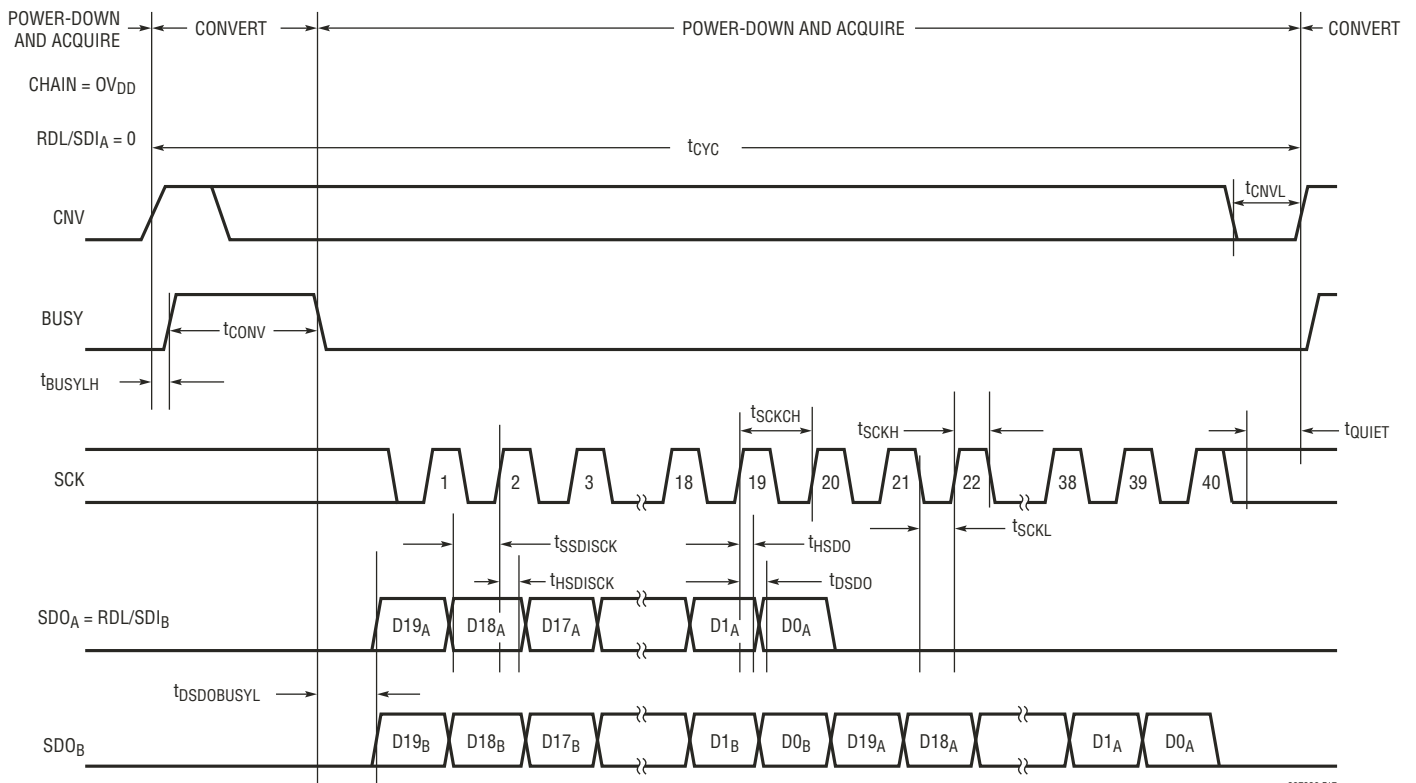 POWER-DOWN
AND ACQUIRE
CONVERT
POWER-DOWN AND ACQUIRE
CONVERT
CHAIN = OVDD
RDL/SDIA = 0
tCYC
tCNVL
CNV
BUSY
tCONV
tBUSYLH
tSCKCH
tSCKH
tQUIET
SCK
1 2 3 18 19 20 21 22 38 39 40
tSSDISCK
tHSDO
tSCKL
tHSDISCK
tDSDO
SDOA = RDL/SDIB
D19A D18A D17A D1A D0A
tDSDOBUSYL
SDOB
D19B D18B D17B D1B D0B D19A D18A D1A D0A